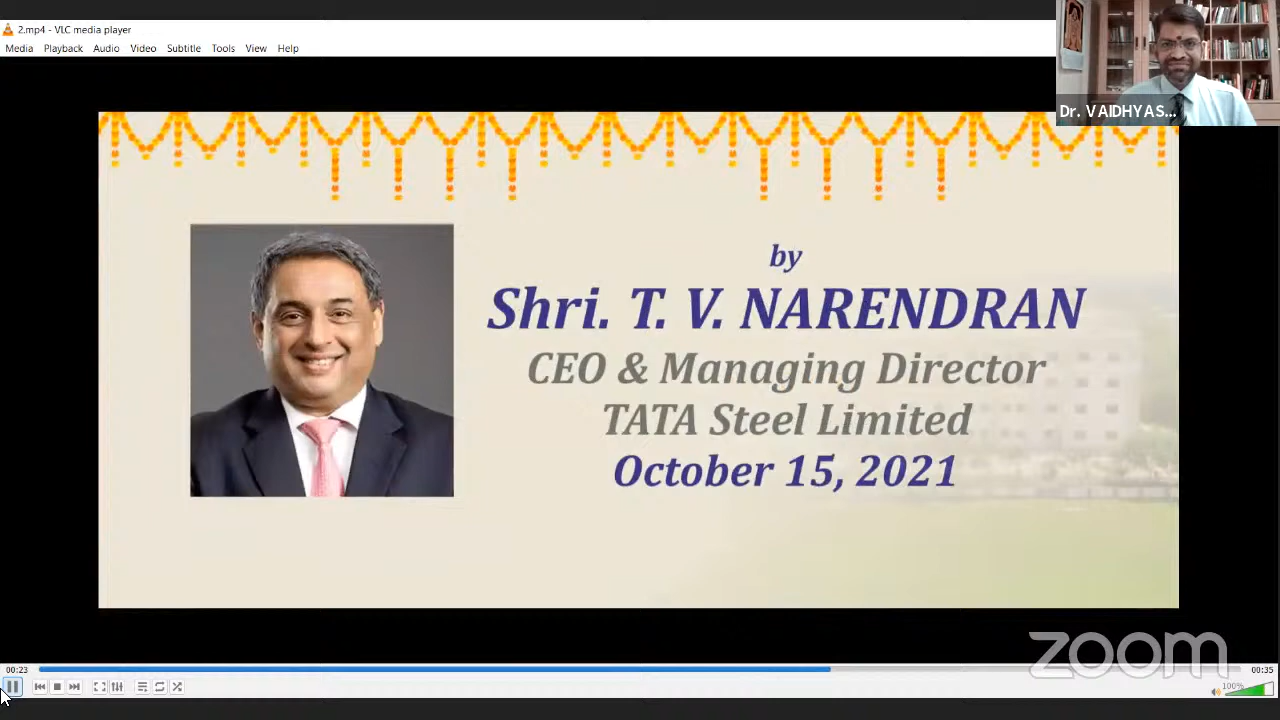 2.mp4 - VLC media player
Media Playback Audio Video Subtitle Tools View Help
Dr. VAIDHYAS...
by
Shri. T. V. NARENDRAN
CEO & Managing Director
TATA Steel Limited
October 15, 2021
zoom
00:23
00:35
100%